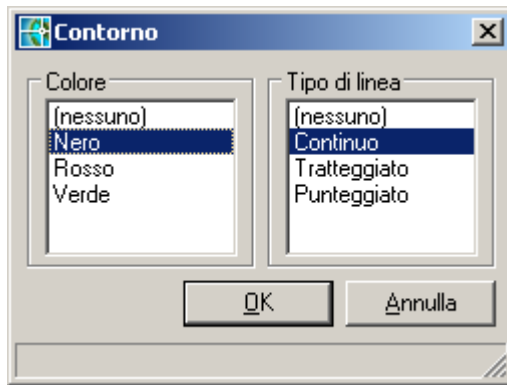 Contorno
Colore
(nessuno)
Nero
Rosso
Verde
Tipo di linea
(nessuno)
Continuo
Tratteggiato
Punteggiato
OK
Annulla